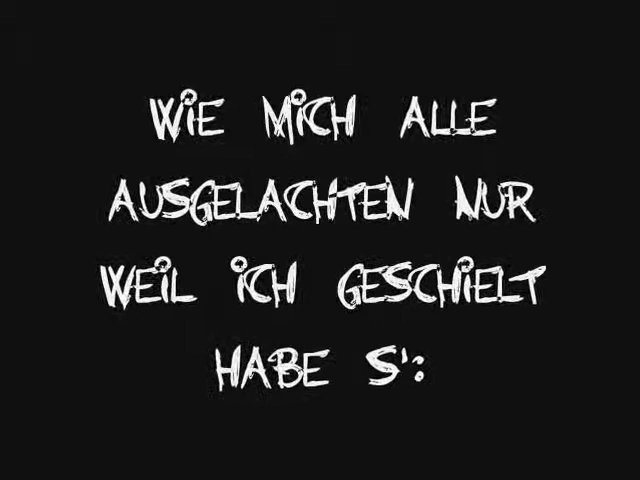 WiE MiCH ALLE
AUSGELACHTEN NUR
WEiL iCH GESCHiELT
HABE S':